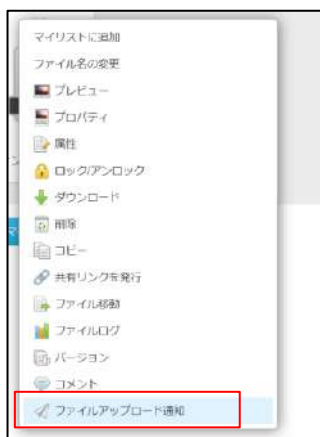 マイリストに追加
ファイル名の変更
プレビュー
プロパティ
属性
ロック/アンロック
ダウンロード
削除
コピー
共有リンクを発行
ファイル移動
ファイルログ
バージョン
コメント
ファイルアップロード通知